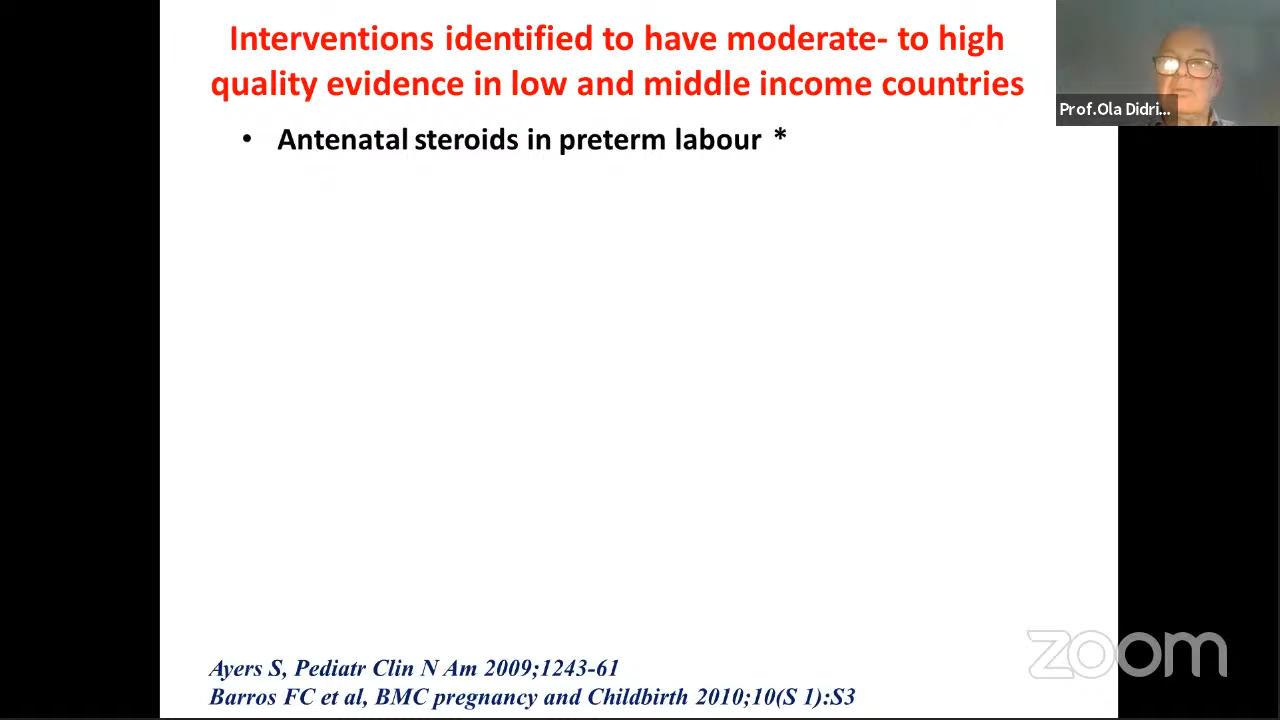 Interventions identified to have moderate- to high
quality evidence in low and middle income countries
Prof.Ola Didri...
• Antenatal steroids in preterm labour *
Ayers S, Pediatr Clin N Am 2009;1243-61
Barros FC et al, BMC pregnancy and Childbirth 2010;10(S 1):S3
zoom